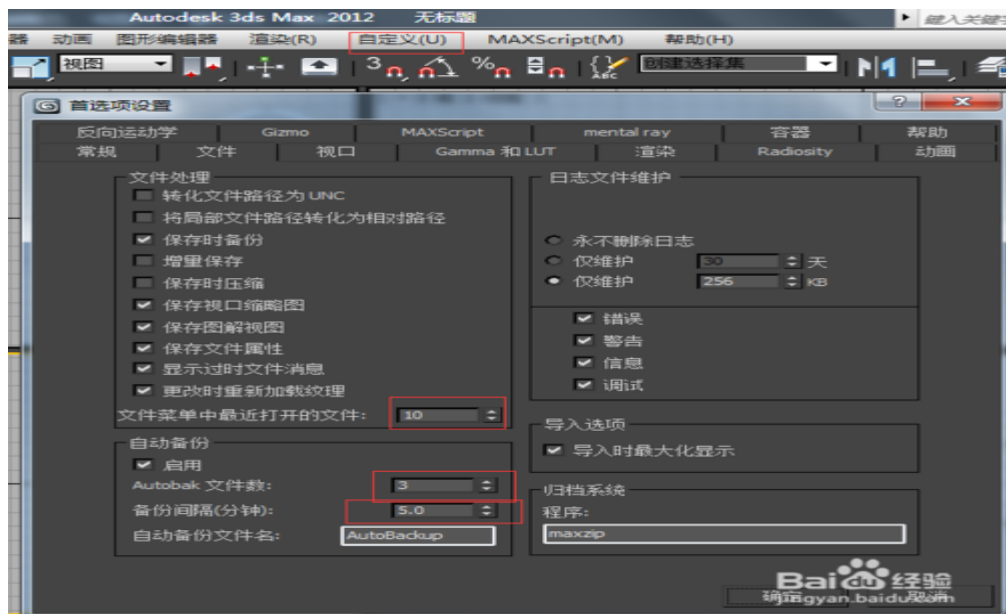 Autodesk 3ds Max 2012 无标题
键入关键字
器 动画 图形编辑器 渲染(R) 自定义(U) MAXScript(M) 帮助(H)
视图 3 % ABC 创建选择集
首选项设置
反向运动学 Gizmo MAXScript mental ray 容器 帮助
常规 文件 视口 Gamma 和 LUT 渲染 Radiosity 动画
文件处理
转化文件路径为 UNC
将局部文件路径转化为相对路径
保存时备份
增量保存
保存时压缩
保存视口缩略图
保存图解视图
保存文件属性
显示过时文件消息
更改时重新加载纹理
文件菜单中最近打开的文件: 10
自动备份
启用
Autobak 文件数: 3
备份间隔(分钟): 5.0
自动备份文件名: AutoBackup
日志文件维护
永不删除日志
仅维护 30 天
仅维护 256 KB
错误
警告
信息
调试
导入选项
导入时最大化显示
归档系统
程序:
maxzip
确定 取消
Baidu 经验
jingyan.baidu.com